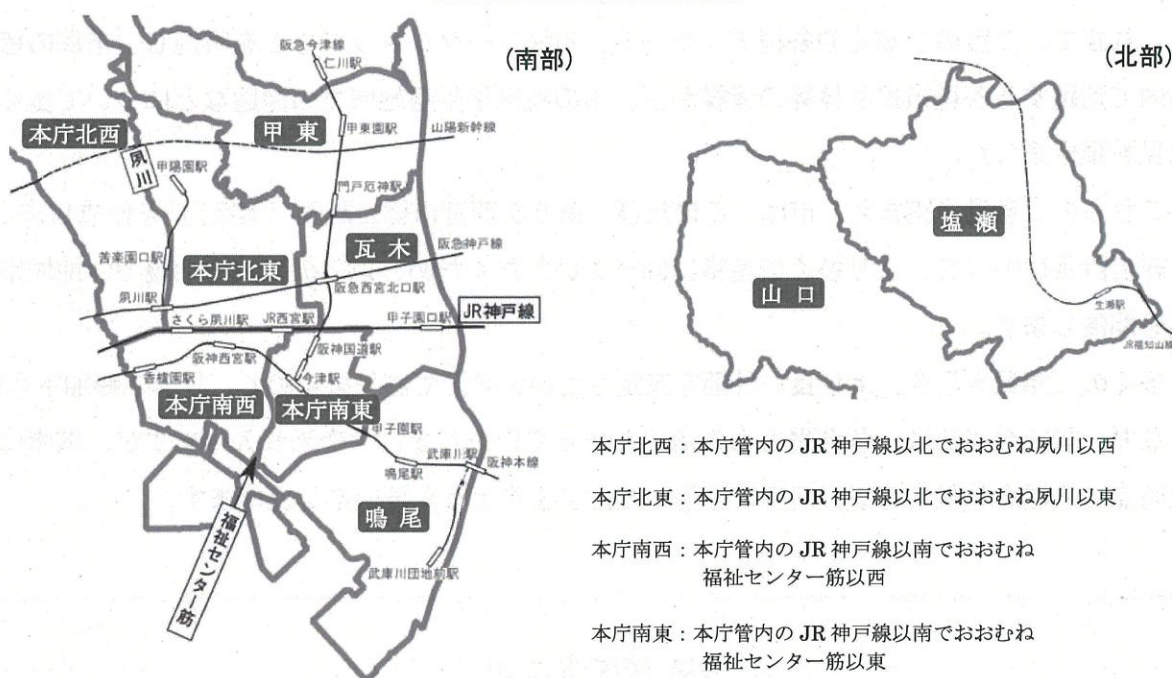 (南部)
阪急今津線
仁川駅
甲東
甲東園駅
山陽新幹線
本庁北西
夙川
甲陽園駅
門戸厄神駅
瓦木
阪急神戸線
苦楽園口駅
本庁北東
阪急西宮北口駅
夙川駅
さくら夙川駅
JR西宮駅
甲子園口駅
JR神戸線
阪神国道駅
阪神西宮駅
香櫨園駅
今津駅
本庁南西
本庁南東
甲子園駅
武庫川駅
阪神本線
鳴尾駅
鳴尾
武庫川団地前駅
福祉センター筋
(北部)
塩瀬
山口
生瀬駅
JR福知山線
本庁北西:本庁管内の JR 神戸線以北でおおむね夙川以西
本庁北東:本庁管内の JR 神戸線以北でおおむね夙川以東
本庁南西:本庁管内の JR 神戸線以南でおおむね
福祉センター筋以西
本庁南東:本庁管内の JR 神戸線以南でおおむね
福祉センター筋以東